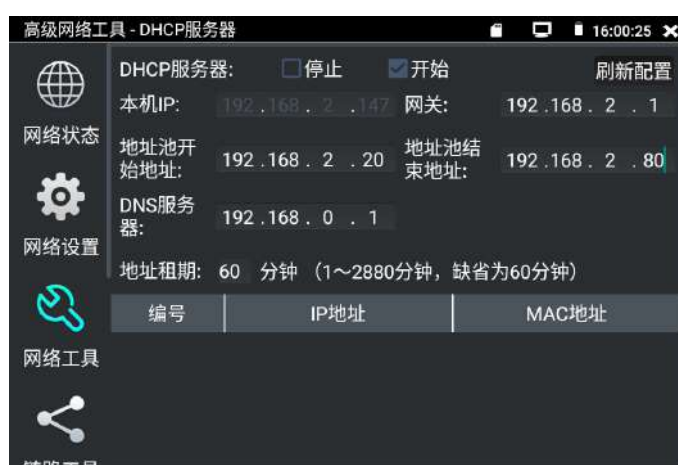 高级网络工具 - DHCP服务器 16:00:25
DHCP服务器: 停止 开始 刷新配置
本机IP: 192 . 168 . 2 . 147 网关: 192 . 168 . 2 . 1
网络状态
地址池开始地址: 192 . 168 . 2 . 20 地址池结束地址: 192 . 168 . 2 . 80
DNS服务器: 192 . 168 . 0 . 1
网络设置
地址租期: 60 分钟 (1～2880分钟，缺省为60分钟)
编号 IP地址 MAC地址
网络工具